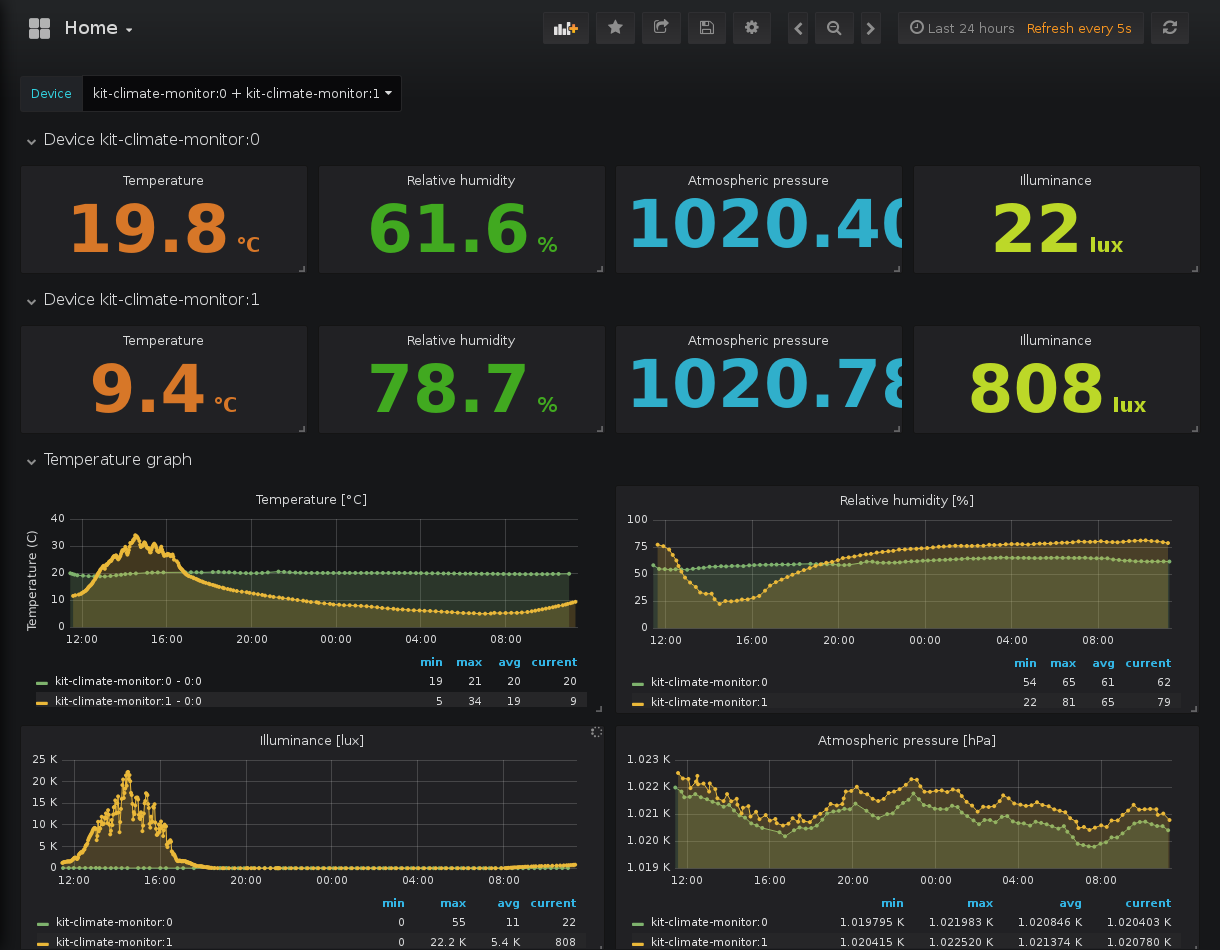 Home
Last 24 hours Refresh every 5s
Device kit-climate-monitor:0 + kit-climate-monitor:1
Device kit-climate-monitor:0
Temperature Relative humidity Atmospheric pressure Illuminance
19.8 °C 61.6 % 1020.40 22 lux
Device kit-climate-monitor:1
Temperature Relative humidity Atmospheric pressure Illuminance
9.4 °C 78.7 % 1020.78 808 lux
Temperature graph
Temperature [°C]
Temperature (C)
40
30
20
10
0
12:00 16:00 20:00 00:00 04:00 08:00
min max avg current
kit-climate-monitor:0 - 0:0 19 21 20 20
kit-climate-monitor:1 - 0:0 5 34 19 9
Relative humidity [%]
100
75
50
25
0
12:00 16:00 20:00 00:00 04:00 08:00
min max avg current
kit-climate-monitor:0 54 65 61 62
kit-climate-monitor:1 22 81 65 79
Illuminance [lux]
25 K
20 K
15 K
10 K
5 K
0
12:00 16:00 20:00 00:00 04:00 08:00
min max avg current
kit-climate-monitor:0 0 55 11 22
kit-climate-monitor:1 0 22.2 K 5.4 K 808
Atmospheric pressure [hPa]
1.023 K
1.022 K
1.021 K
1.020 K
1.019 K
12:00 16:00 20:00 00:00 04:00 08:00
min max avg current
kit-climate-monitor:0 1.019795 K 1.021983 K 1.020846 K 1.020403 K
kit-climate-monitor:1 1.020415 K 1.022520 K 1.021374 K 1.020780 K